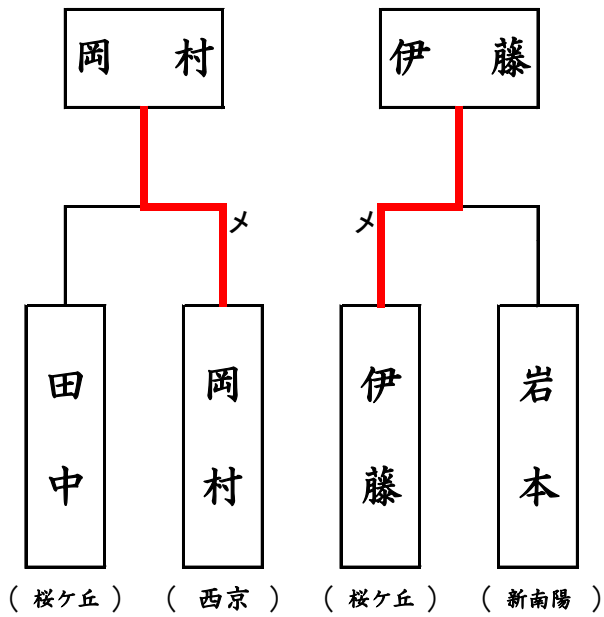 岡村 伊藤
メ メ
田中 岡村 伊藤 岩本
(桜ケ丘) (西京) (桜ケ丘) (新南陽)